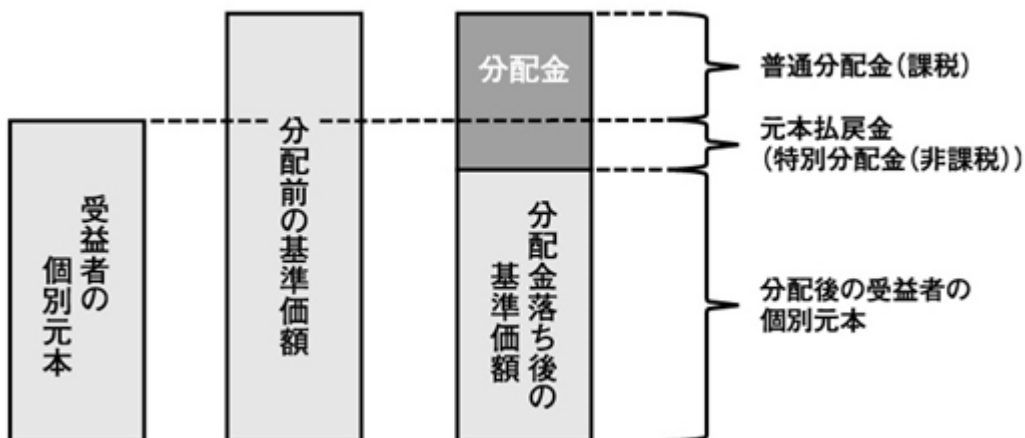 受益者の
個別元本
分配前の基準価額
分配金
分配金落ち後の
基準価額
普通分配金(課税)
元本払戻金
(特別分配金(非課税))
分配後の受益者の
個別元本